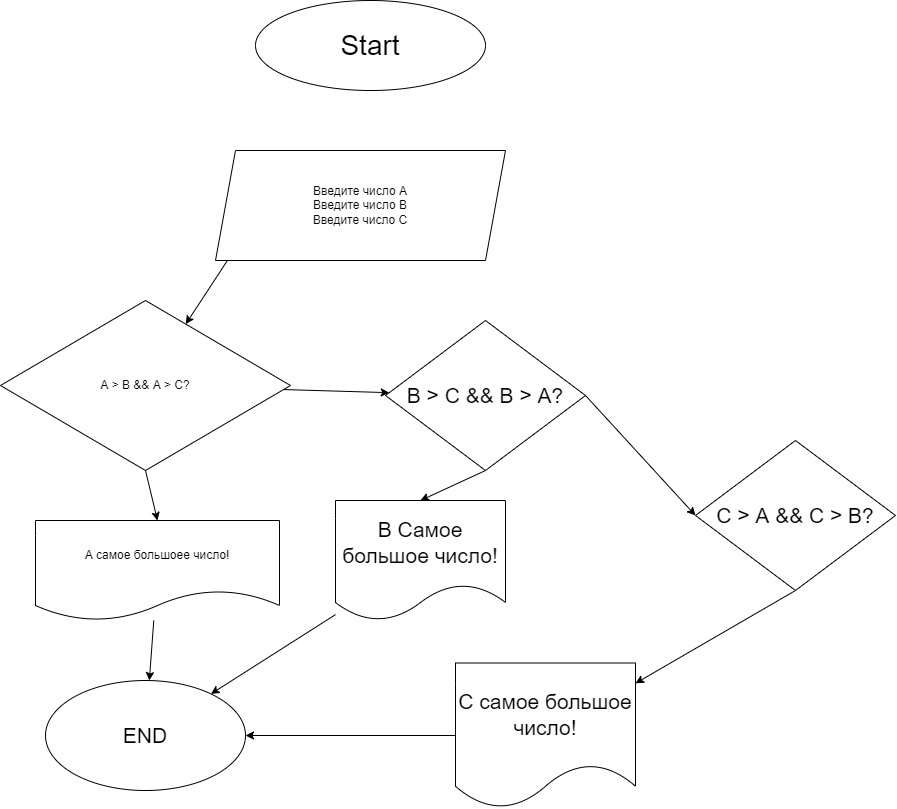 Start
Введите число A
Введите число B
Введите число C
A > B && A > C?
B > C && B > A?
C > A && C > B?
А самое большоее число!
В Самое
большое число!
С самое большое
число!
END